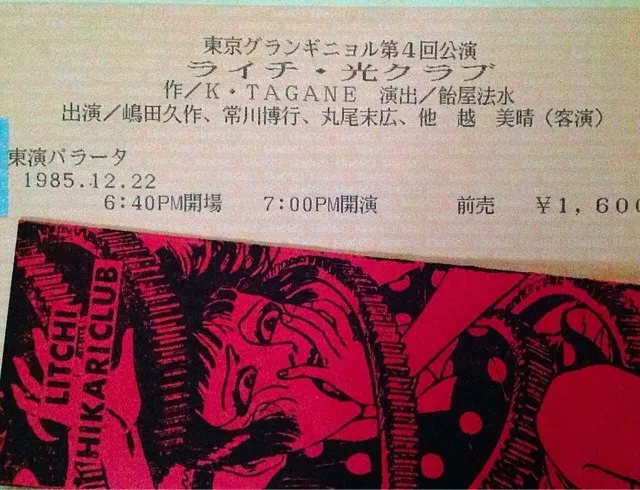 東京グランギニョル第4回公演
ライチ・光クラブ
作／K・TAGANE 演出／飴屋法水
出演／嶋田久作、常川博行、丸尾末広、他 越 美晴（客演）
東演パラータ
1985.12.22
6:40PM開場 7:00PM開演 前売 ￥1,600
LITCHI
HIKARI CLUB